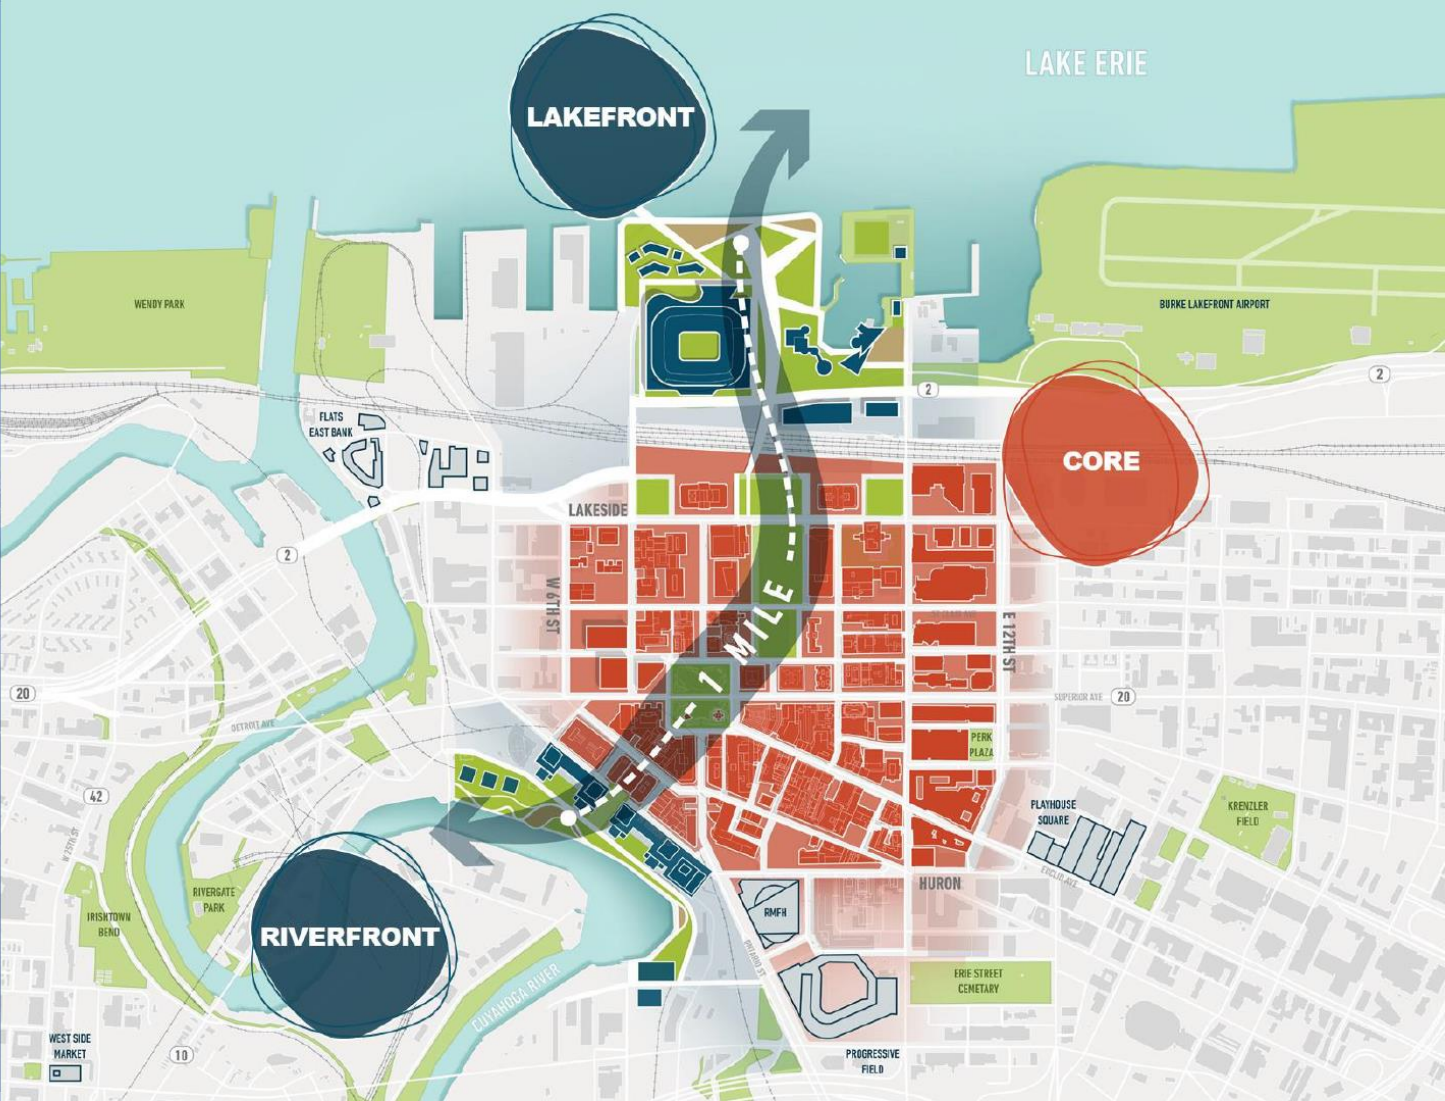 LAKE ERIE
LAKEFRONT
WENDY PARK
BURKE LAKEFRONT AIRPORT
2
2
FLATS
EAST BANK
CORE
LAKESIDE
2
W 6TH ST
1 MILE
E 12TH ST
20
SUPERIOR AVE
20
DETROIT AVE
PERK
PLAZA
42
W 25TH ST
PLAYHOUSE
SQUARE
KRENZLER
FIELD
EUCLID AVE
HURON
RIVERGATE
PARK
IRISHTOWN
BEND
RMFH
RIVERFRONT
ONTARIO ST
CUYAHOGA RIVER
ERIE STREET
CEMETARY
WEST SIDE
MARKET
10
PROGRESSIVE
FIELD